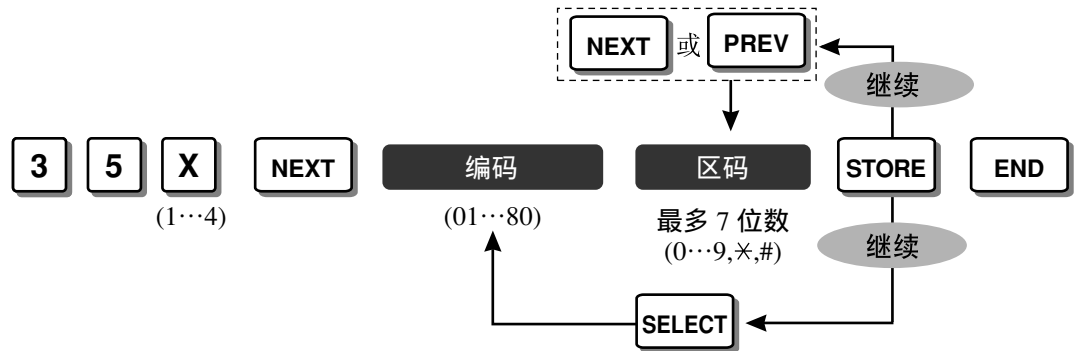 NEXT 或 PREV
继续
3 5 X NEXT 编码 区码 STORE END
(1⋯4) (01⋯80) 最多 7 位数
(0⋯9,✳,#)
继续
SELECT